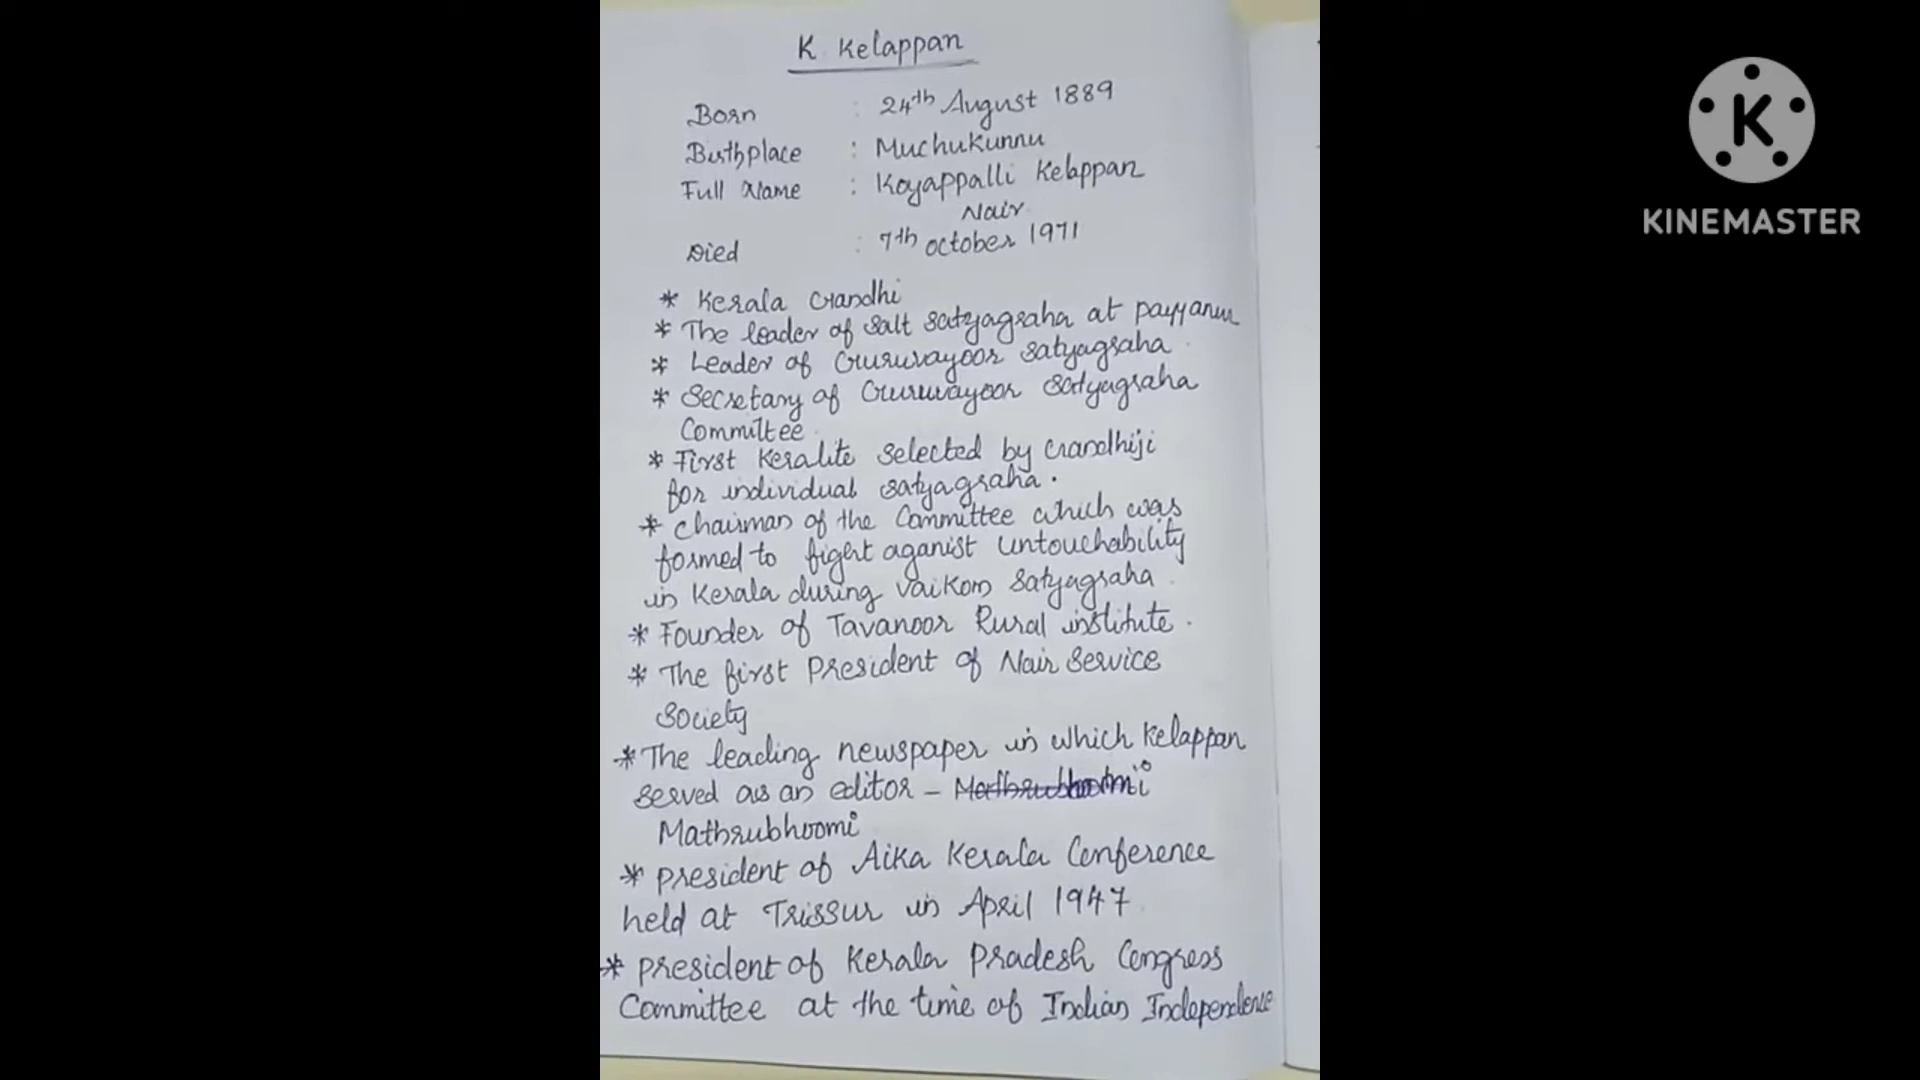 K Kelappan
Born : 24th August 1889
Birthplace : Muchukunnu
Full Name : Koyappalli Kelappan
Nair
Died : 7th october 1971
* Kerala Gandhi
* The leader of Salt Satyagraha at payyanur
* Leader of Guruvayoor Satyagraha
* Secretary of Guruvayoor Satyagraha
Committee
* First Keralite Selected by Gandhiji
for individual Satyagraha.
* Chairman of the Committee which was
formed to fight aganist Untouchability
in Kerala during Vaikom Satyagraha
* Founder of Tavanoor Rural institute.
* The first President of Nair Service
Society
* The leading newspaper in which Kelappan
Served as an editor – Mathrubhoomi
Mathrubhoomi
* president of Aika Kerala Conference
held at Trissur in April 1947
* president of Kerala Pradesh Congress
Committee at the time of Indian Independence
K
KINEMASTER